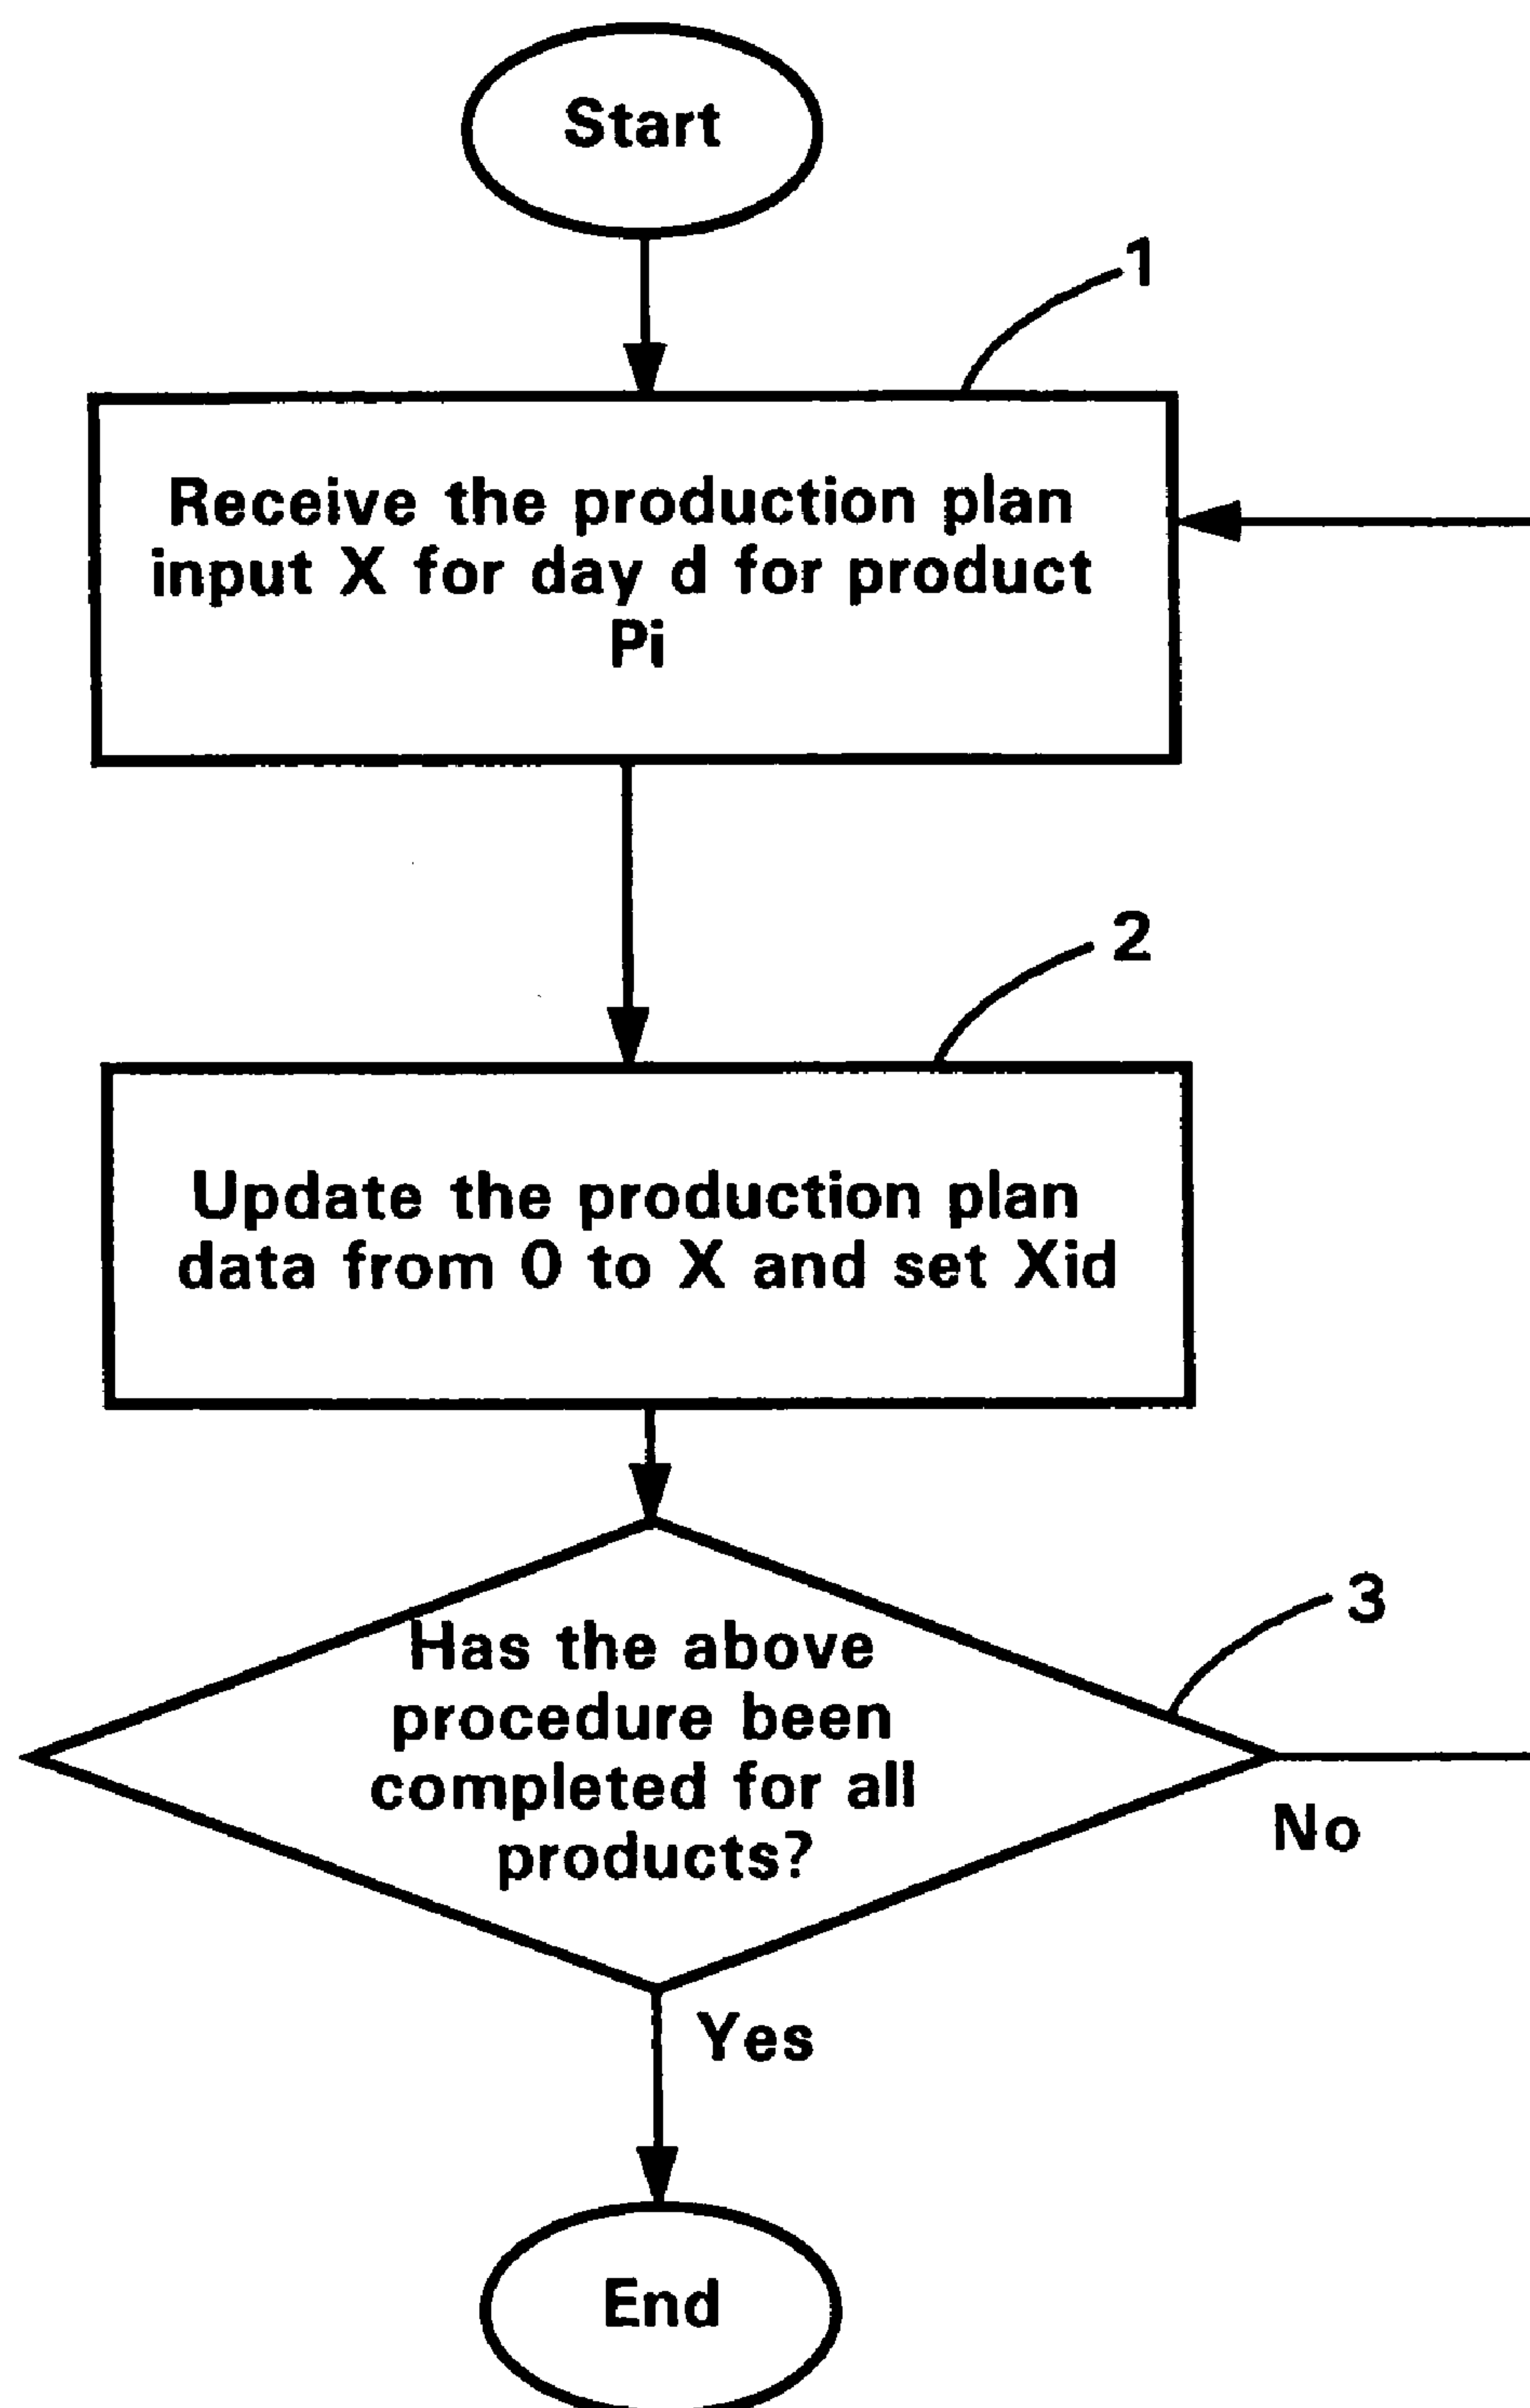 Start
1
Receive the production plan
input X for day d for product
Pi
2
Update the production plan
data from 0 to X and set Xid
3
Has the above
procedure been
completed for all
products?
No
Yes
End